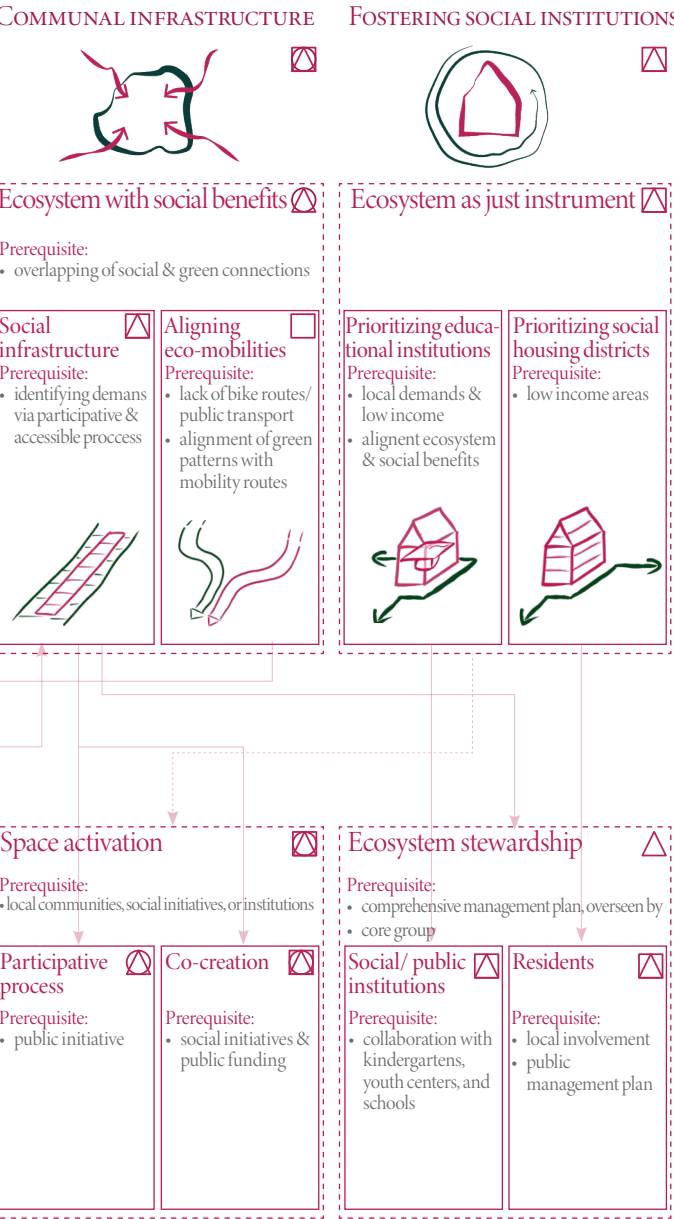 COMMUNAL INFRASTRUCTURE
FOSTERING SOCIAL INSTITUTIONS
Ecosystem with social benefits
Prerequisite:
• overlapping of social & green connections
Social
infrastructure
Prerequisite:
• identifying demans
via participative &
accessible proccess
Aligning
eco-mobilities
Prerequisite:
• lack of bike routes/
public transport
• alignment of green
patterns with
mobility routes
Ecosystem as just instrument
Prioritizing educa-
tional institutions
Prerequisite:
• local demands &
low income
• alignent ecosystem
& social benefits
Prioritizing social
housing districts
Prerequisite:
• low income areas
Space activation
Prerequisite:
• local communities, social initiatives, or institutions
Participative
process
Prerequisite:
• public initiative
Co-creation
Prerequisite:
• social initiatives &
public funding
Ecosystem stewardship
Prerequisite:
• comprehensive management plan, overseen by
• core group
Social/ public
institutions
Prerequisite:
• collaboration with
kindergartens,
youth centers, and
schools
Residents
Prerequisite:
• local involvement
• public
management plan